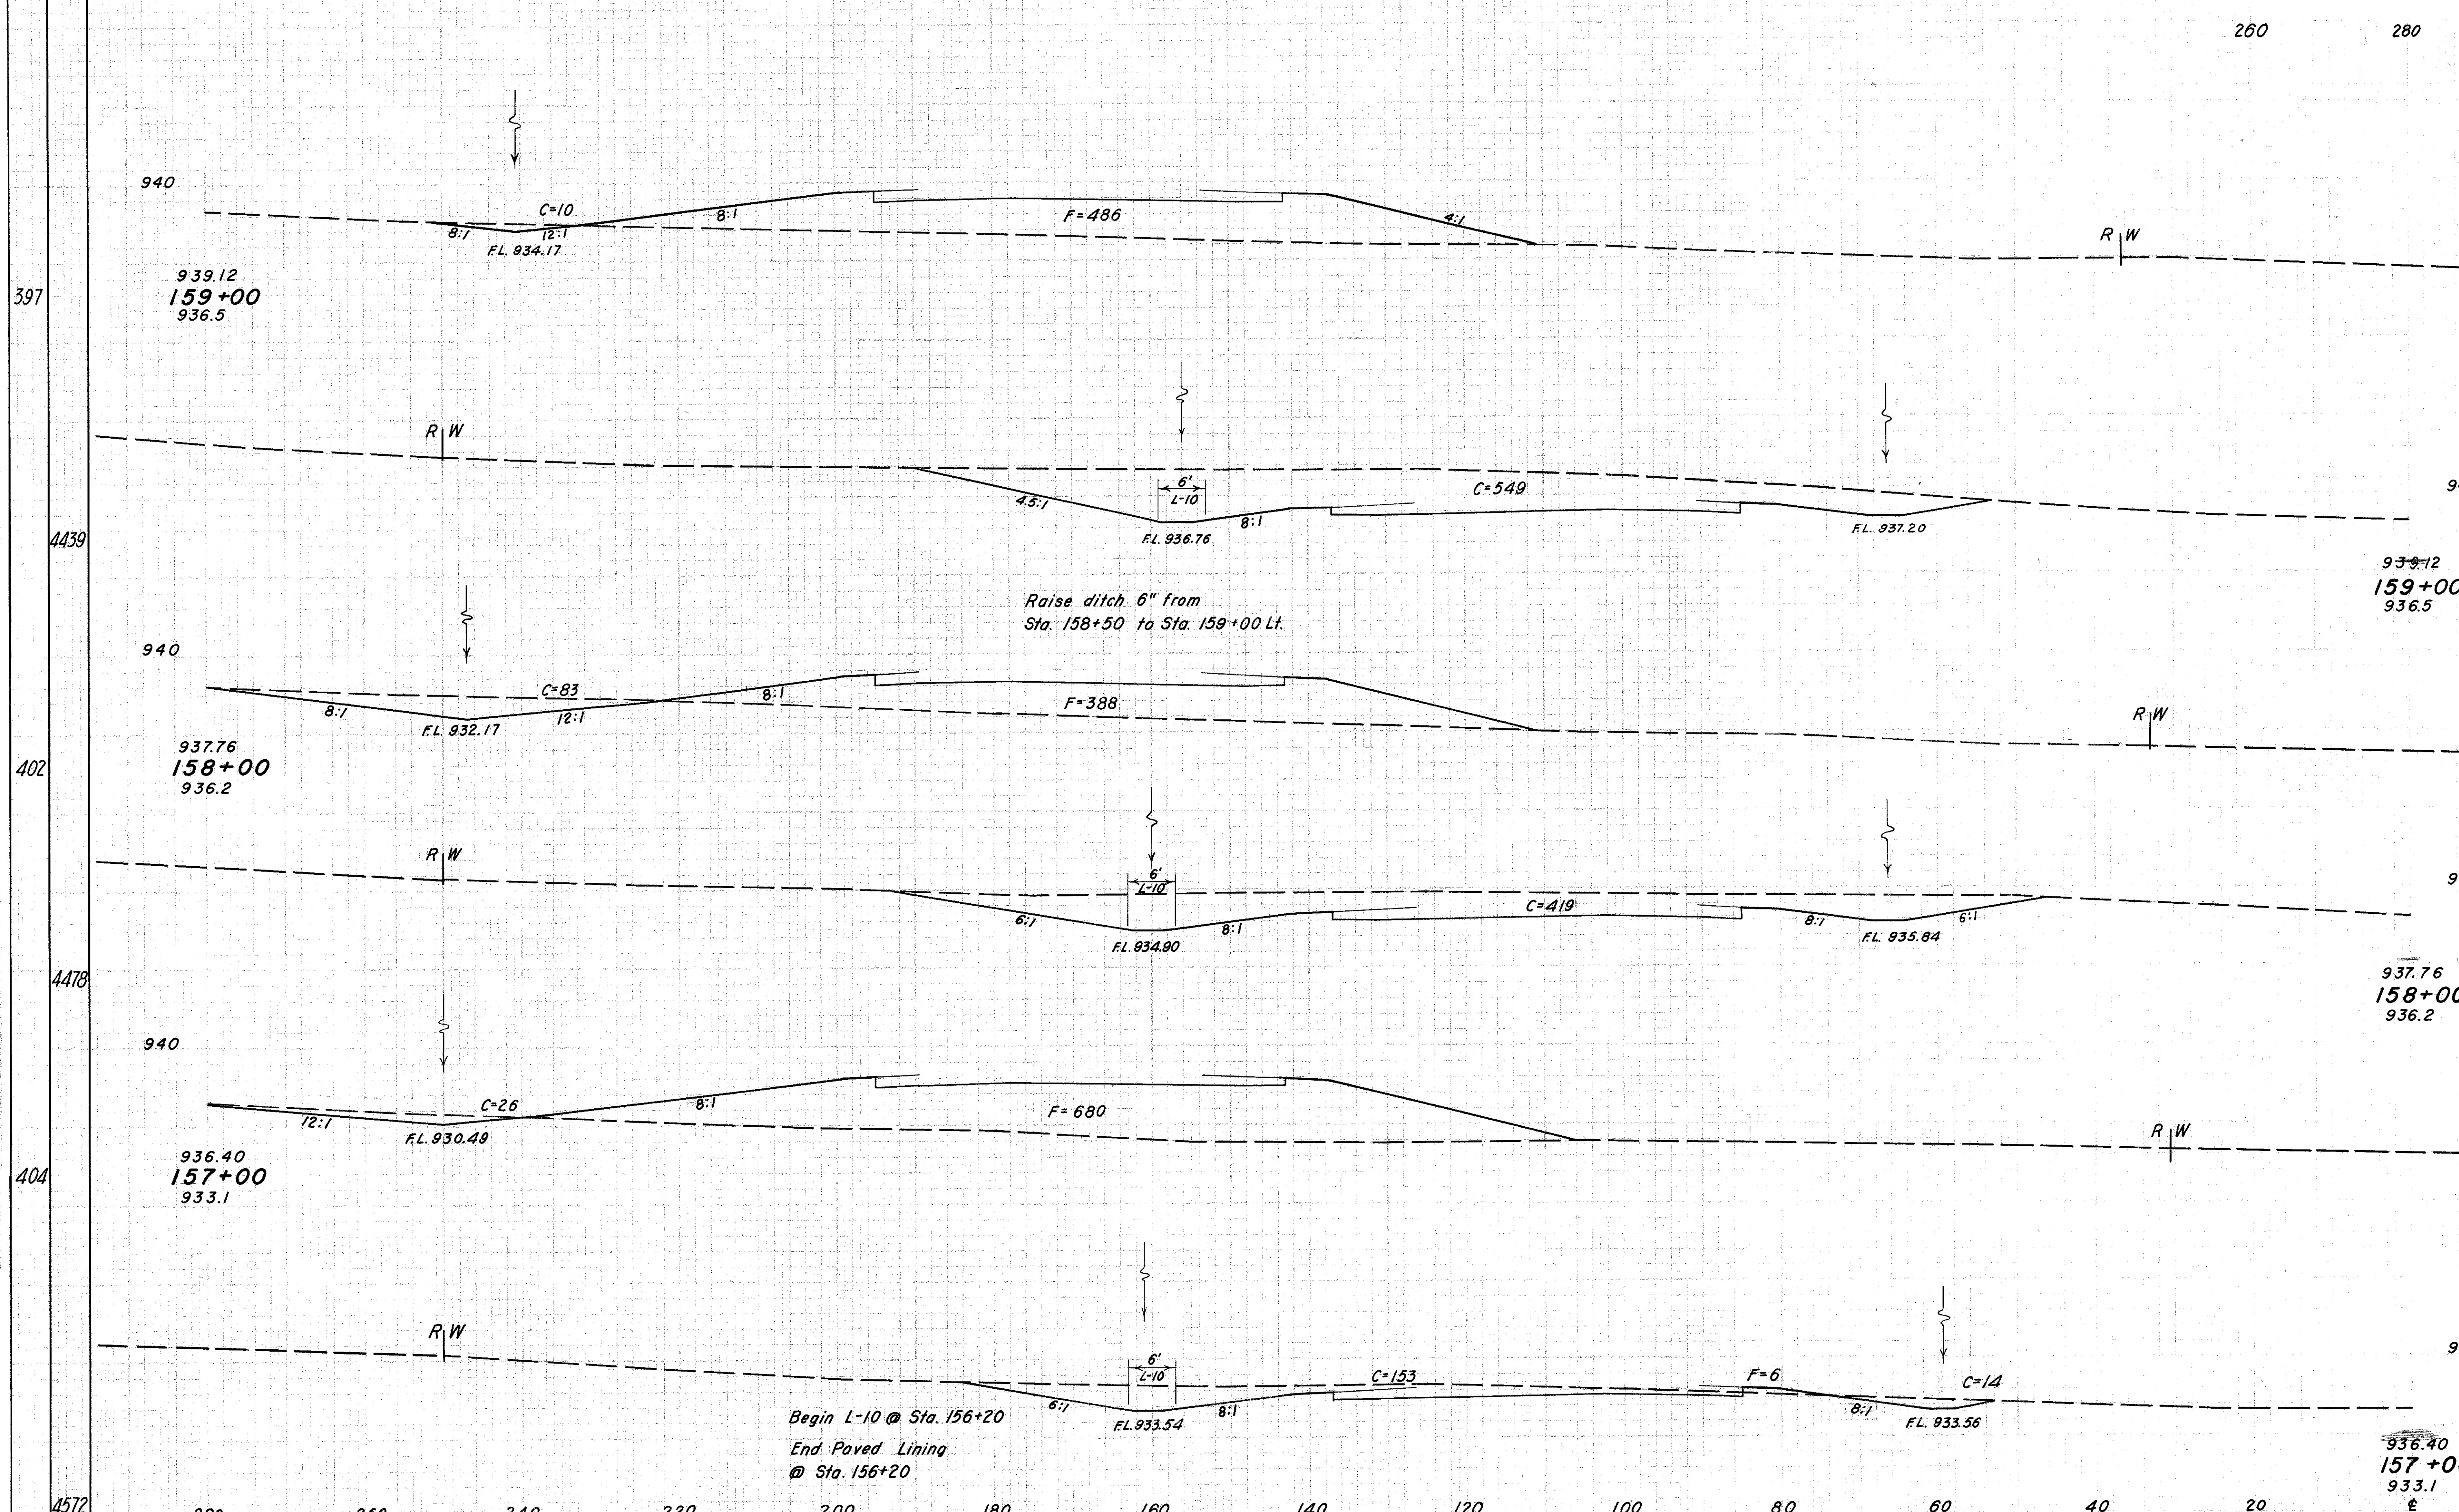 260 280
940
C=10
8:1
F=486
4:1
8:1
12:1
F.L. 934.17
R W
939.12
159+00
936.5
397
R W
6'
L-10
4.5:1
8:1
C=549
F.L. 936.76
F.L. 937.20
4439
939.12
159+00
936.5
Raise ditch 6" from
Sta. 158+50 to Sta. 159+00 Lt.
940
C=83
8:1
F=388
8:1
12:1
F.L. 932.17
R W
937.76
158+00
936.2
402
R W
6'
L-10
6:1
8:1
C=419
8:1
6:1
F.L. 934.90
F.L. 935.84
4478
937.76
158+00
936.2
940
C=26
8:1
F=680
12:1
F.L. 930.49
R W
936.40
157+00
933.1
404
R W
6'
L-10
C=153
F=6
C=14
6:1
8:1
8:1
F.L. 933.54
F.L. 933.56
Begin L-10 @ Sta. 156+20
End Paved Lining
@ Sta. 156+20
936.40
157+0
933.1
4572
240 220 200 180 160 140 120 100 80 60 40 20 ℄